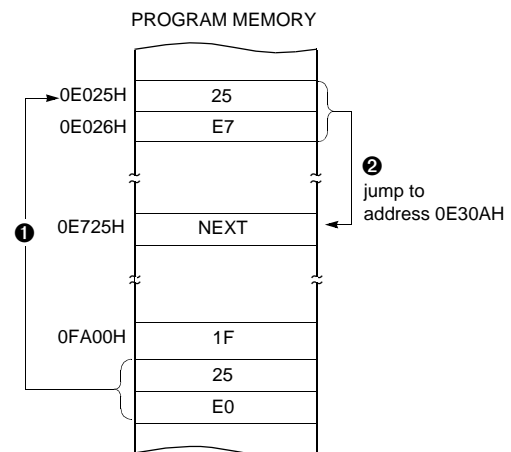 PROGRAM MEMORY
0E025H 25
0E026H E7
❷
jump to
address 0E30AH
❶
0E725H NEXT
0FA00H 1F
25
E0